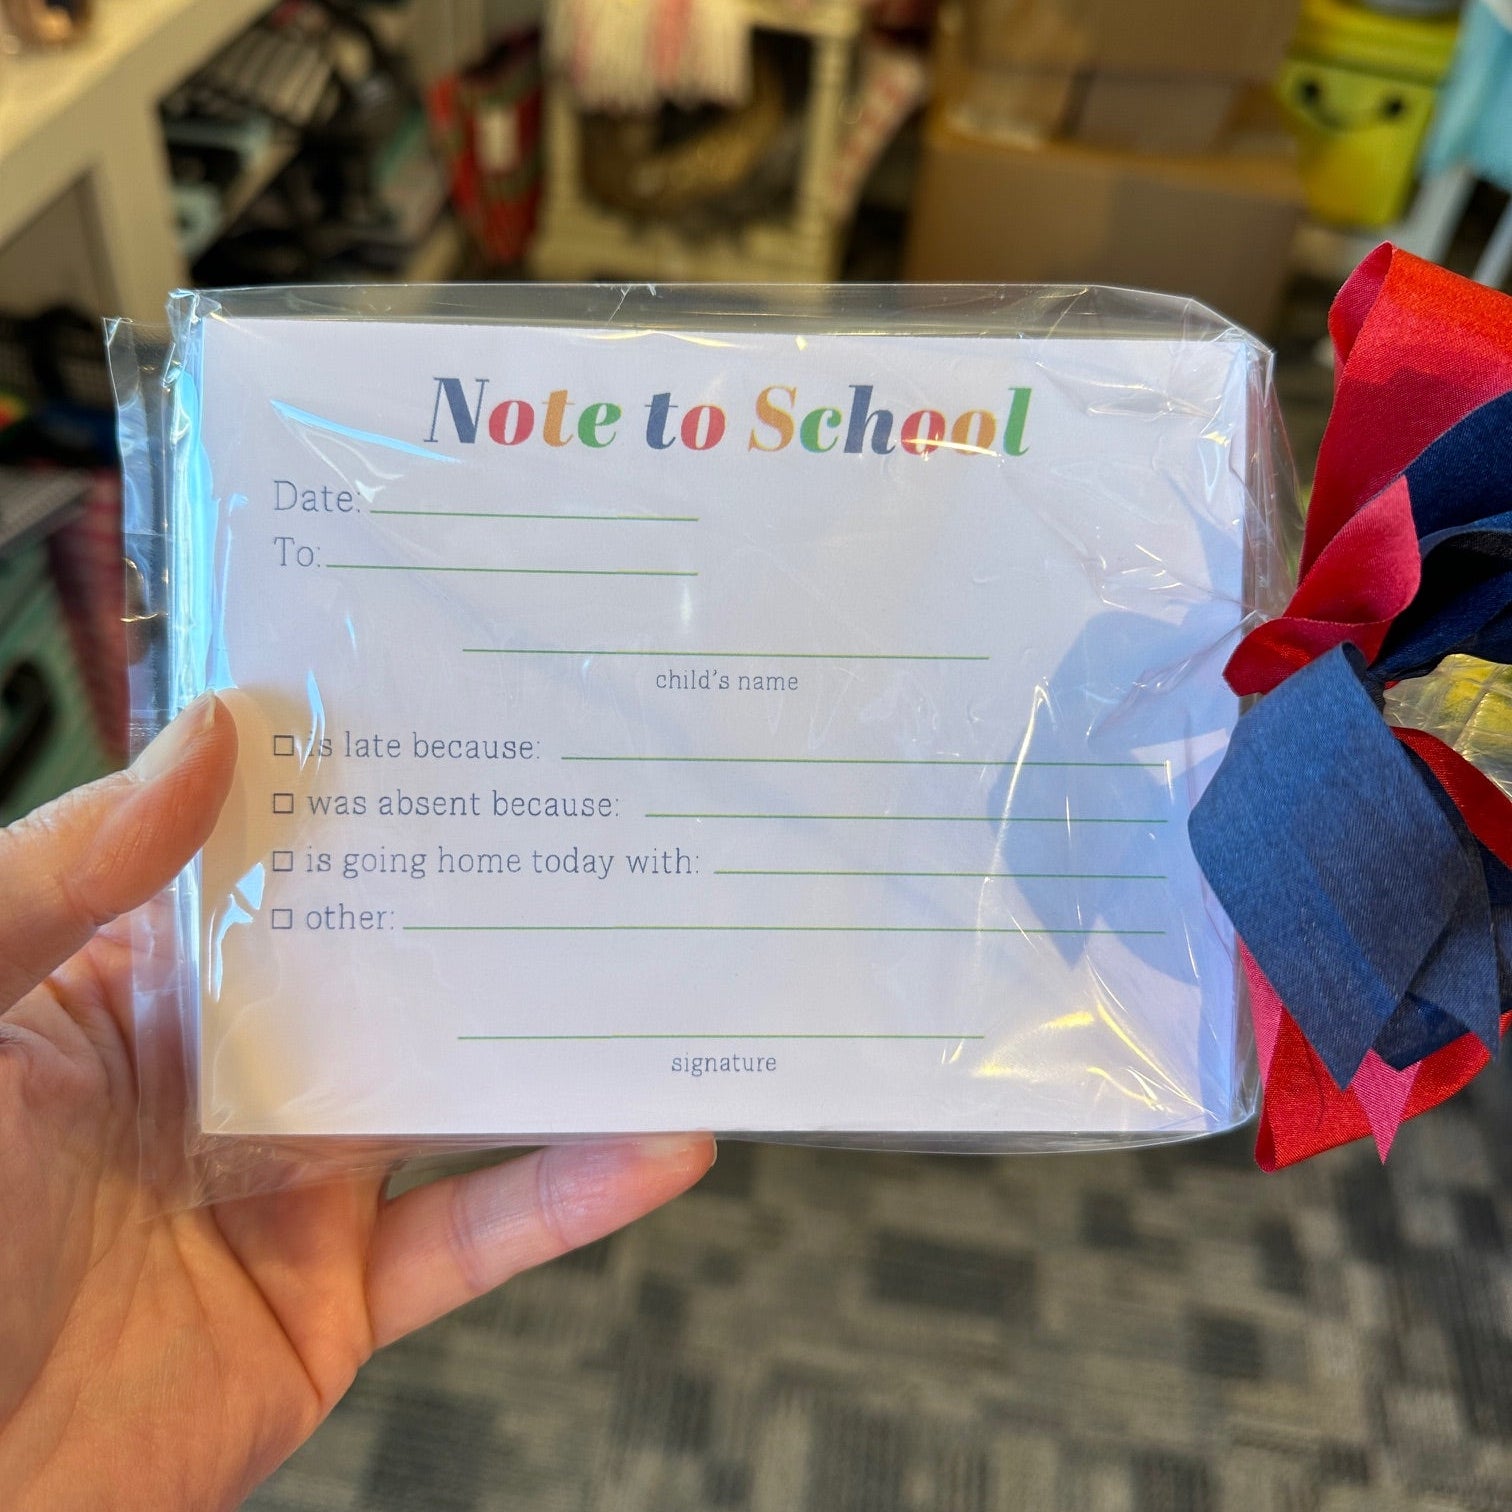 Note to School
Date:
To:
child's name
is late because:
was absent because:
is going home today with:
other:
signature